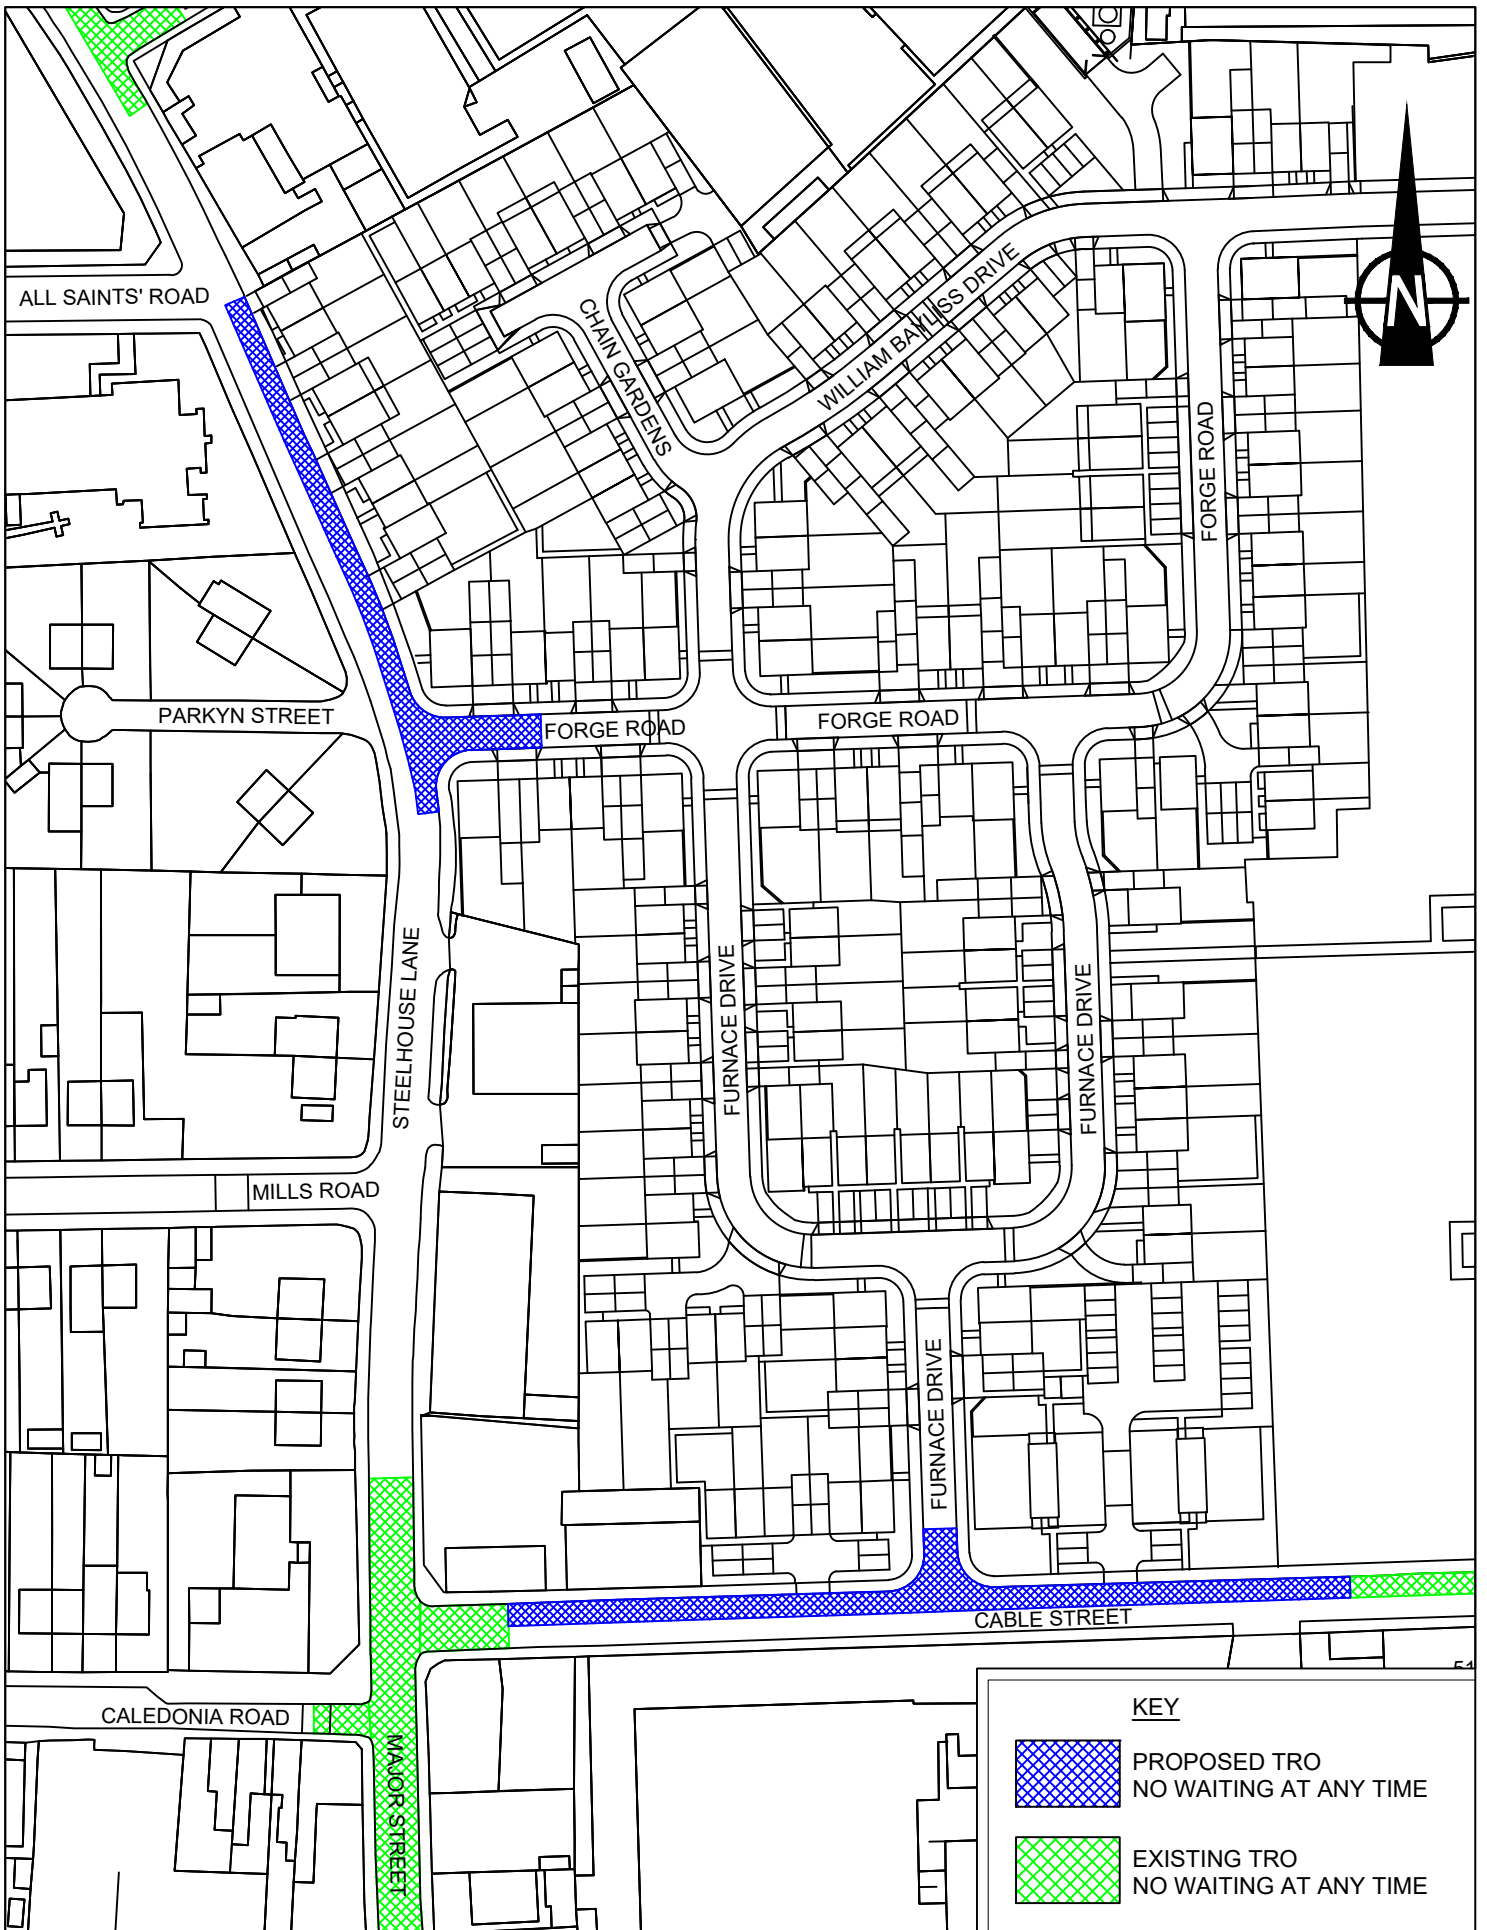 ALL SAINTS' ROAD
CHAIN GARDENS
WILLIAM BAYLISS DRIVE
N
FORGE ROAD
PARKYN STREET
FORGE ROAD
FORGE ROAD
STEELHOUSE LANE
FURNACE DRIVE
FURNACE DRIVE
MILLS ROAD
FURNACE DRIVE
CABLE STREET
CALEDONIA ROAD
MAJOR STREET
KEY
PROPOSED TRO
NO WAITING AT ANY TIME
EXISTING TRO
NO WAITING AT ANY TIME